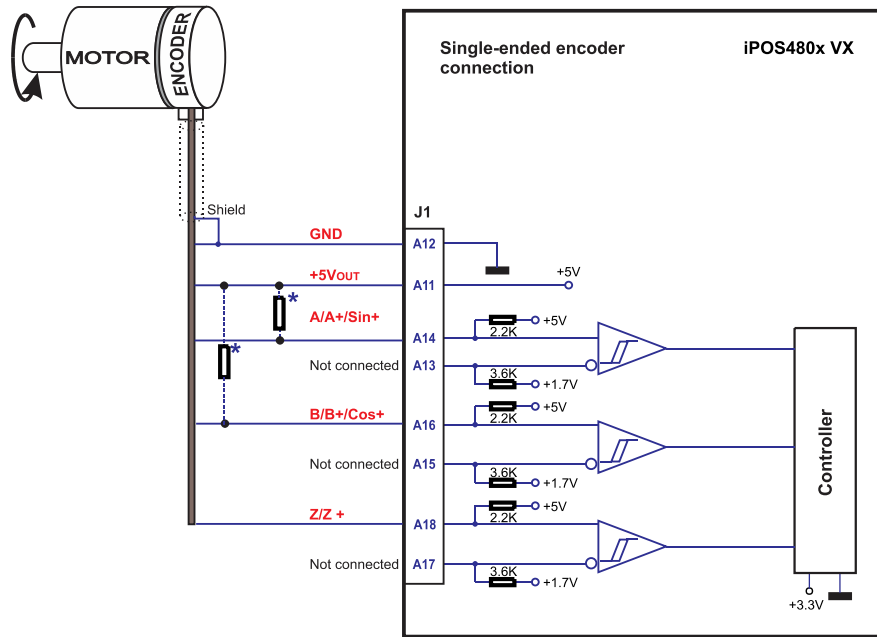 MOTOR
ENCODER
Single-ended encoder
connection
iPOS480x VX
Shield
J1
GND
A12
+5VOUT
A11
+5V
*
A/A+/Sin+
A14
+5V
2.2K
*
Not connected
A13
3.6K
+1.7V
B/B+/Cos+
A16
+5V
2.2K
Not connected
A15
3.6K
+1.7V
Z/Z +
A18
+5V
2.2K
Not connected
A17
3.6K
+1.7V
Controller
+3.3V